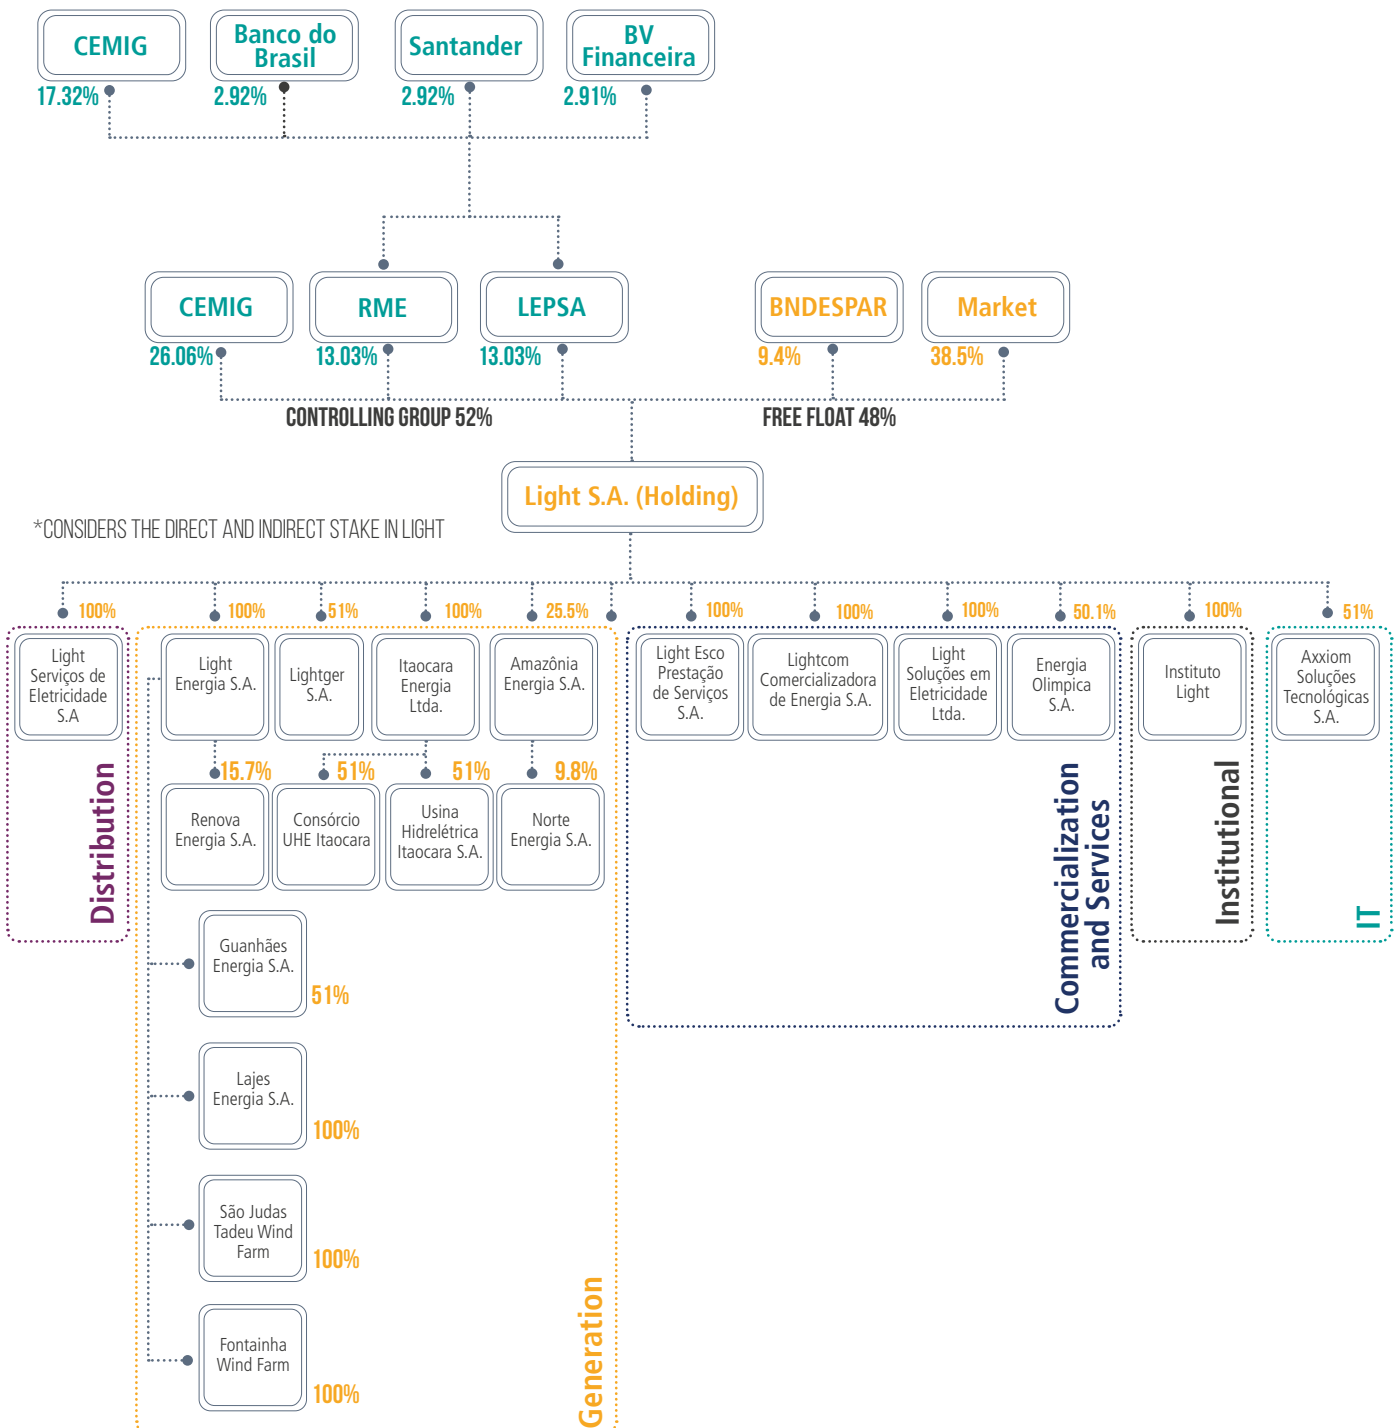 CEMIG
Banco do
Brasil
Santander
BV
Financeira
17.32%
2.92%
2.92%
2.91%
CEMIG
RME
LEPSA
BNDESPAR
Market
26.06%
13.03%
13.03%
9.4%
38.5%
CONTROLLING GROUP 52%
FREE FLOAT 48%
Light S.A. (Holding)
*CONSIDERS THE DIRECT AND INDIRECT STAKE IN LIGHT
100%
100%
51%
100%
25.5%
100%
100%
100%
50.1%
100%
51%
Light
Serviços de
Eletricidade
S.A
Light
Energia S.A.
Lightger
S.A.
Itaocara
Energia
Ltda.
Amazônia
Energia S.A.
Light Esco
Prestação
de Serviços
S.A.
Lightcom
Comercializadora
de Energia S.A.
Light
Soluções em
Eletricidade
Ltda.
Energia
Olimpica
S.A.
Instituto
Light
Axxiom
Soluções
Tecnológicas
S.A.
15.7%
51%
51%
9.8%
Renova
Energia S.A.
Consórcio
UHE Itaocara
Usina
Hidrelétrica
Itaocara S.A.
Norte
Energia S.A.
Distribution
Commercialization
and Services
Institutional
IT
Guanhães
Energia S.A.
51%
Lajes
Energia S.A.
100%
São Judas
Tadeu Wind
Farm
100%
Fontainha
Wind Farm
100%
Generation